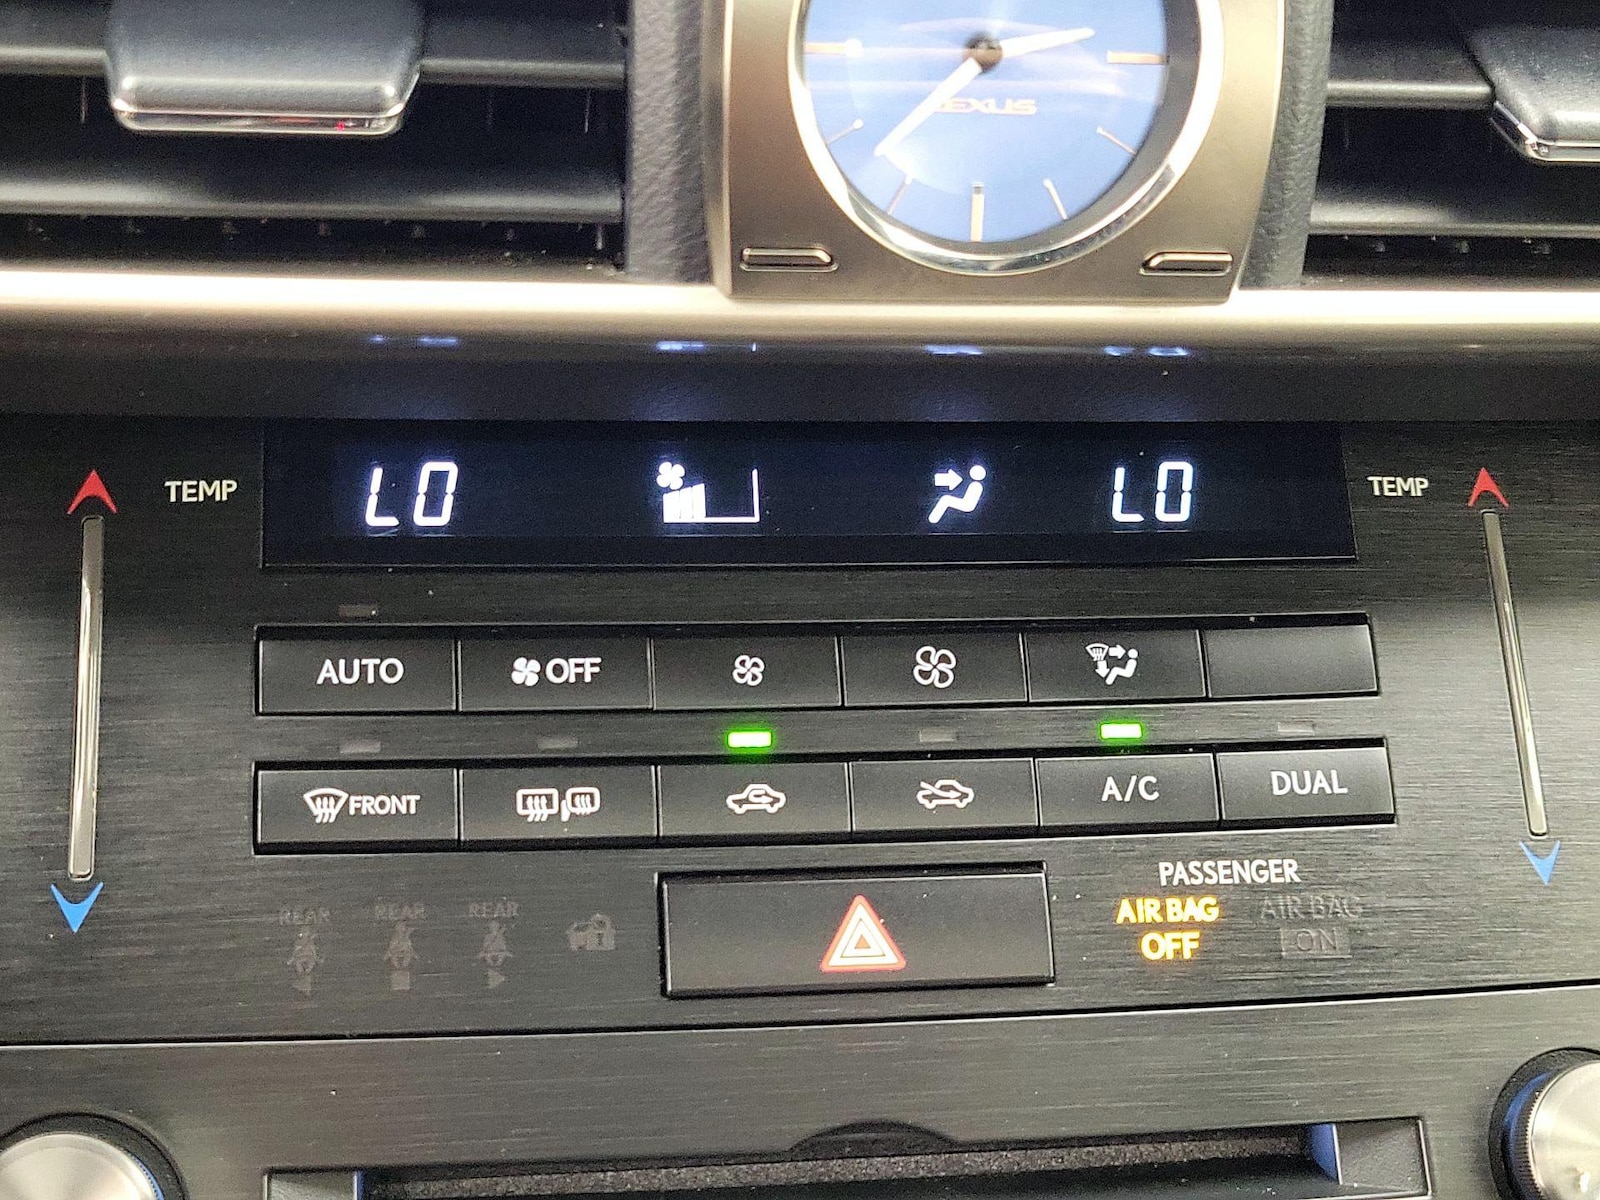 LEXUS
TEMP LO LO TEMP
AUTO OFF
FRONT A/C DUAL
PASSENGER
REAR REAR REAR AIR BAG OFF AIR BAG ON